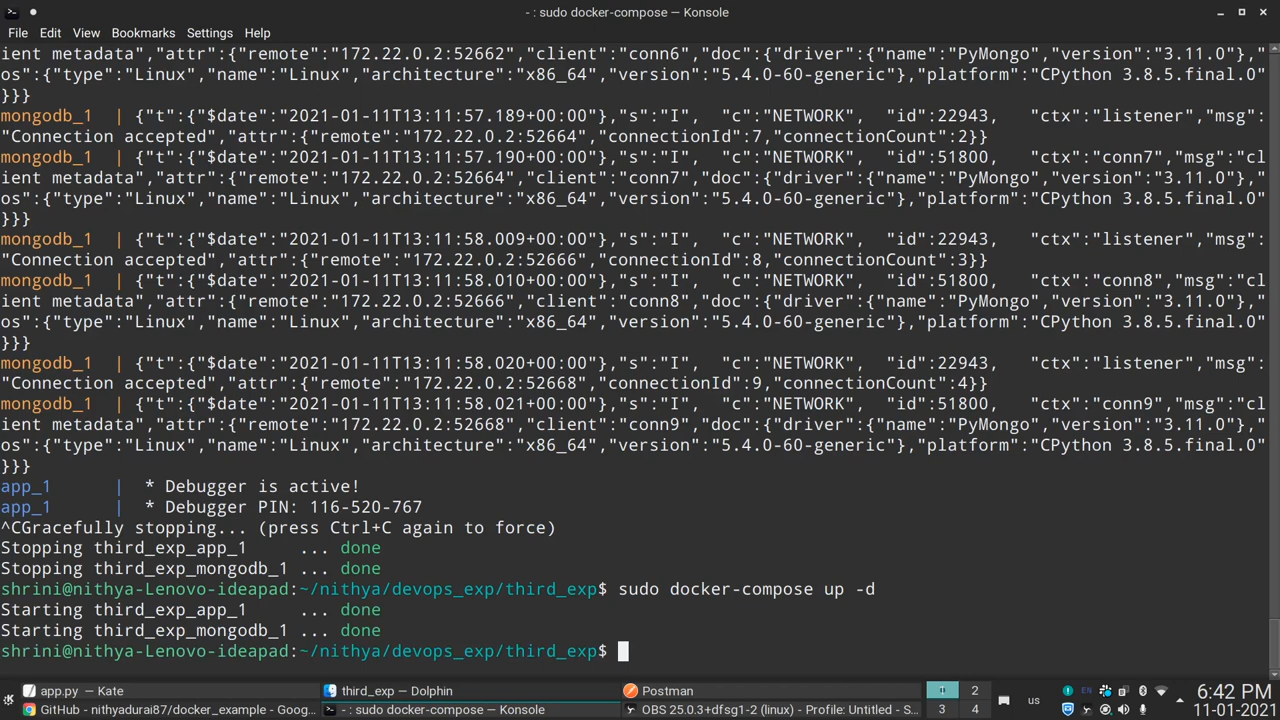 - : sudo docker-compose — Konsole
File Edit View Bookmarks Settings Help
ient metadata","attr":{"remote":"172.22.0.2:52662","client":"conn6","doc":{"driver":{"name":"PyMongo","version":"3.11.0"},"
os":{"type":"Linux","name":"Linux","architecture":"x86_64","version":"5.4.0-60-generic"},"platform":"CPython 3.8.5.final.0"
}}}
mongodb_1 | {"t":{"$date":"2021-01-11T13:11:57.189+00:00"},"s":"I", "c":"NETWORK", "id":22943, "ctx":"listener","msg":
"Connection accepted","attr":{"remote":"172.22.0.2:52664","connectionId":7,"connectionCount":2}}
mongodb_1 | {"t":{"$date":"2021-01-11T13:11:57.190+00:00"},"s":"I", "c":"NETWORK", "id":51800, "ctx":"conn7","msg":"cl
ient metadata","attr":{"remote":"172.22.0.2:52664","client":"conn7","doc":{"driver":{"name":"PyMongo","version":"3.11.0"},"
os":{"type":"Linux","name":"Linux","architecture":"x86_64","version":"5.4.0-60-generic"},"platform":"CPython 3.8.5.final.0"
}}}
mongodb_1 | {"t":{"$date":"2021-01-11T13:11:58.009+00:00"},"s":"I", "c":"NETWORK", "id":22943, "ctx":"listener","msg":
"Connection accepted","attr":{"remote":"172.22.0.2:52666","connectionId":8,"connectionCount":3}}
mongodb_1 | {"t":{"$date":"2021-01-11T13:11:58.010+00:00"},"s":"I", "c":"NETWORK", "id":51800, "ctx":"conn8","msg":"cl
ient metadata","attr":{"remote":"172.22.0.2:52666","client":"conn8","doc":{"driver":{"name":"PyMongo","version":"3.11.0"},"
os":{"type":"Linux","name":"Linux","architecture":"x86_64","version":"5.4.0-60-generic"},"platform":"CPython 3.8.5.final.0"
}}}
mongodb_1 | {"t":{"$date":"2021-01-11T13:11:58.020+00:00"},"s":"I", "c":"NETWORK", "id":22943, "ctx":"listener","msg":
"Connection accepted","attr":{"remote":"172.22.0.2:52668","connectionId":9,"connectionCount":4}}
mongodb_1 | {"t":{"$date":"2021-01-11T13:11:58.021+00:00"},"s":"I", "c":"NETWORK", "id":51800, "ctx":"conn9","msg":"cl
ient metadata","attr":{"remote":"172.22.0.2:52668","client":"conn9","doc":{"driver":{"name":"PyMongo","version":"3.11.0"},"
os":{"type":"Linux","name":"Linux","architecture":"x86_64","version":"5.4.0-60-generic"},"platform":"CPython 3.8.5.final.0"
}}}
app_1 | * Debugger is active!
app_1 | * Debugger PIN: 116-520-767
^CGracefully stopping... (press Ctrl+C again to force)
Stopping third_exp_app_1 ... done
Stopping third_exp_mongodb_1 ... done
shrini@nithya-Lenovo-ideapad:~/nithya/devops_exp/third_exp$ sudo docker-compose up -d
Starting third_exp_app_1 ... done
Starting third_exp_mongodb_1 ... done
shrini@nithya-Lenovo-ideapad:~/nithya/devops_exp/third_exp$
app.py — Kate third_exp — Dolphin Postman 2 EN
GitHub - nithyadurai87/docker_example - Goog... - : sudo docker-compose — Konsole OBS 25.0.3+dfsg1-2 (linux) - Profile: Untitled - S... 3 4 us
6:42 PM
11-01-2021